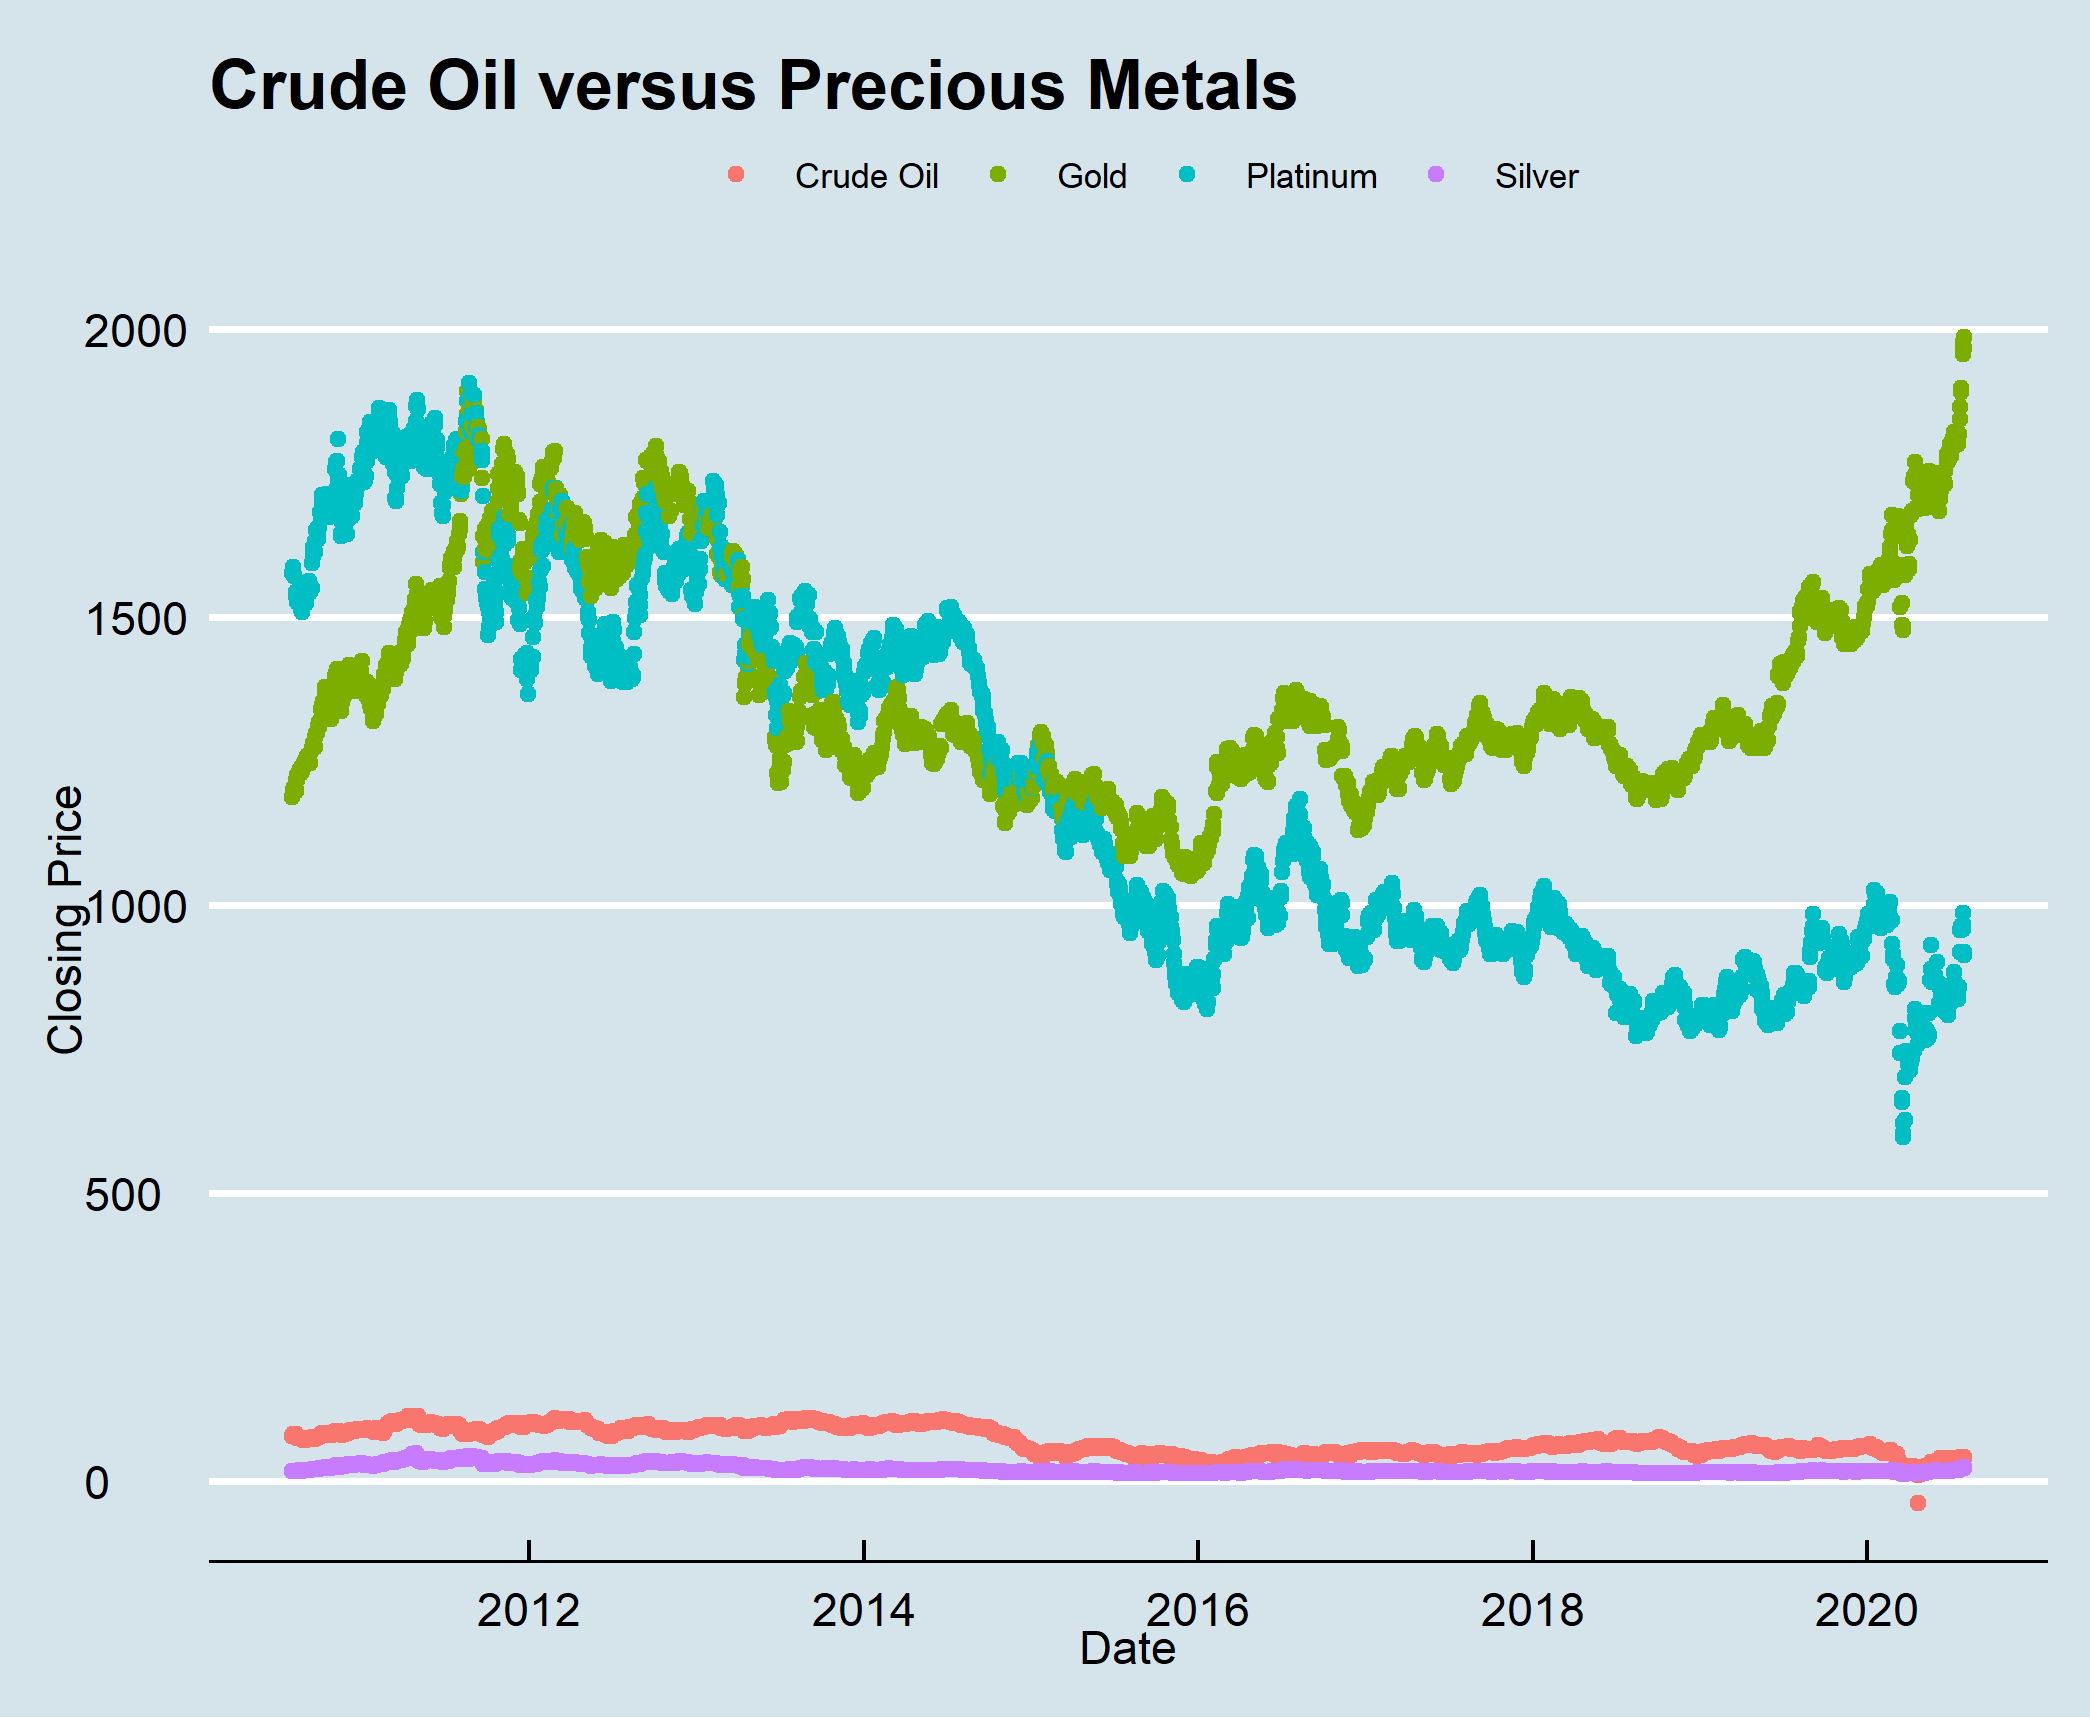 Crude Oil versus Precious Metals
Crude Oil Gold Platinum Silver
2000
1500
1000
500
0
Closing Price
2012 2014 2016 2018 2020
Date